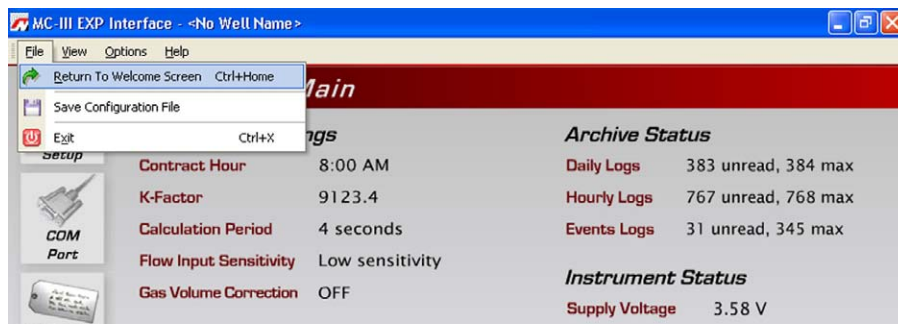 MC-III EXP Interface - <No Well Name>
File View Options Help
Return To Welcome Screen Ctrl+Home
Save Configuration File
Exit Ctrl+X
Main
Setup
COM
Port
Contract Hour 8:00 AM
K-Factor 9123.4
Calculation Period 4 seconds
Flow Input Sensitivity Low sensitivity
Gas Volume Correction OFF
Archive Status
Daily Logs 383 unread, 384 max
Hourly Logs 767 unread, 768 max
Events Logs 31 unread, 345 max
Instrument Status
Supply Voltage 3.58 V